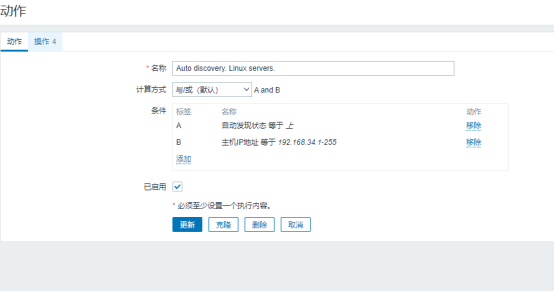 动作
动作 操作 4
* 名称 Auto discovery. Linux servers.
计算方式 与/或（默认） A and B
条件 标签 名称 动作
A 自动发现状态 等于 上 移除
B 主机IP地址 等于 192.168.34.1-255 移除
添加
已启用
* 必须至少设置一个执行内容。
更新 克隆 删除 取消